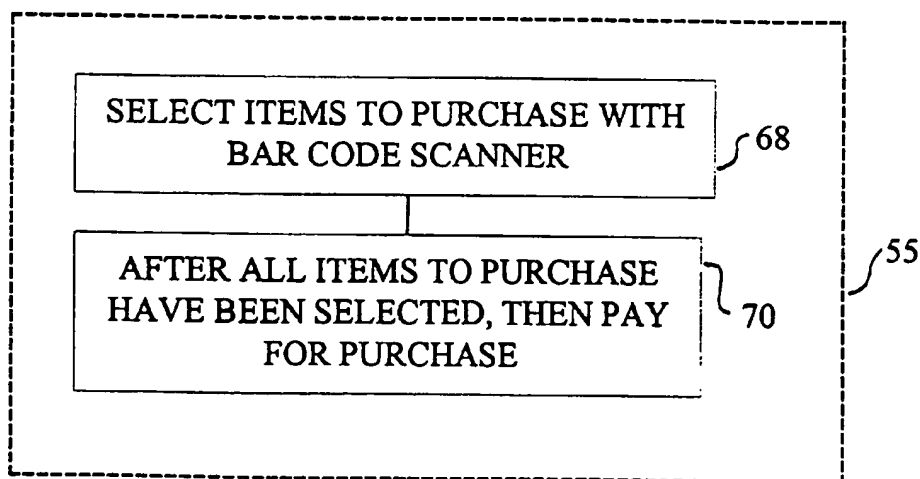 SELECT ITEMS TO PURCHASE WITH
BAR CODE SCANNER
68
AFTER ALL ITEMS TO PURCHASE
HAVE BEEN SELECTED, THEN PAY
FOR PURCHASE
70
55